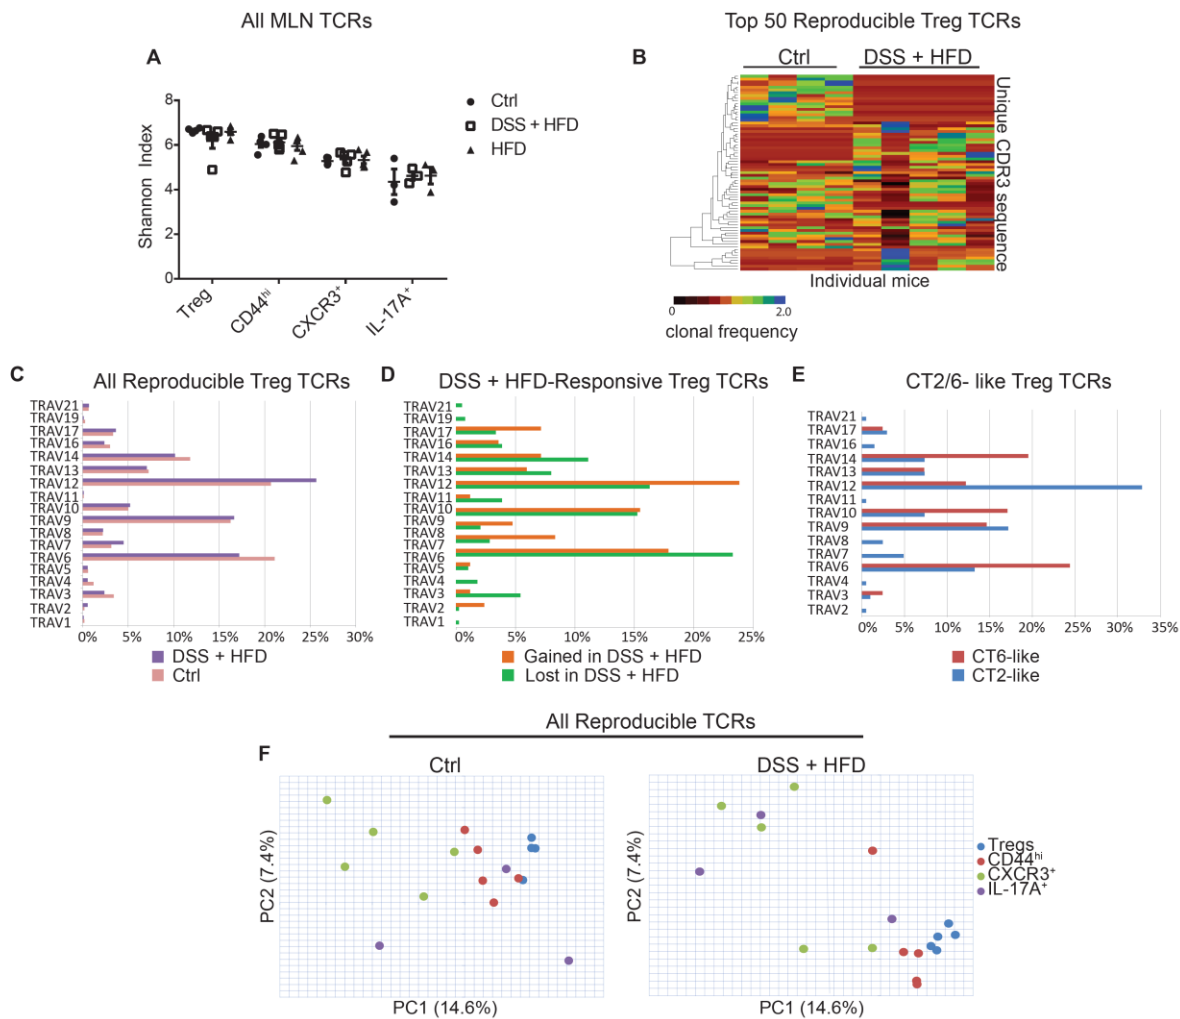 All MLN TCRs
Top 50 Reproducible Treg TCRs
A
Shannon Index
8
6
4
2
0
Treg
CD44hi
CXCR3+
IL-17A+
Ctrl
DSS + HFD
HFD
B
Ctrl
DSS + HFD
Unique CDR3 sequence
Individual mice
0
2.0
clonal frequency
C
All Reproducible Treg TCRs
TRAV21
TRAV19
TRAV17
TRAV16
TRAV14
TRAV13
TRAV12
TRAV11
TRAV10
TRAV9
TRAV8
TRAV7
TRAV6
TRAV5
TRAV4
TRAV3
TRAV2
TRAV1
0% 5% 10% 15% 20% 25% 30%
DSS + HFD
Ctrl
D
DSS + HFD-Responsive Treg TCRs
TRAV21
TRAV19
TRAV17
TRAV16
TRAV14
TRAV13
TRAV12
TRAV11
TRAV10
TRAV9
TRAV8
TRAV7
TRAV6
TRAV5
TRAV4
TRAV3
TRAV2
TRAV1
0% 5% 10% 15% 20% 25%
Gained in DSS + HFD
Lost in DSS + HFD
E
CT2/6- like Treg TCRs
TRAV21
TRAV17
TRAV16
TRAV14
TRAV13
TRAV12
TRAV11
TRAV10
TRAV9
TRAV8
TRAV7
TRAV6
TRAV4
TRAV3
TRAV2
0% 5% 10% 15% 20% 25% 30% 35%
CT6-like
CT2-like
All Reproducible TCRs
F
Ctrl
PC2 (7.4%)
PC1 (14.6%)
DSS + HFD
PC2 (7.4%)
PC1 (14.6%)
Tregs
CD44hi
CXCR3+
IL-17A+